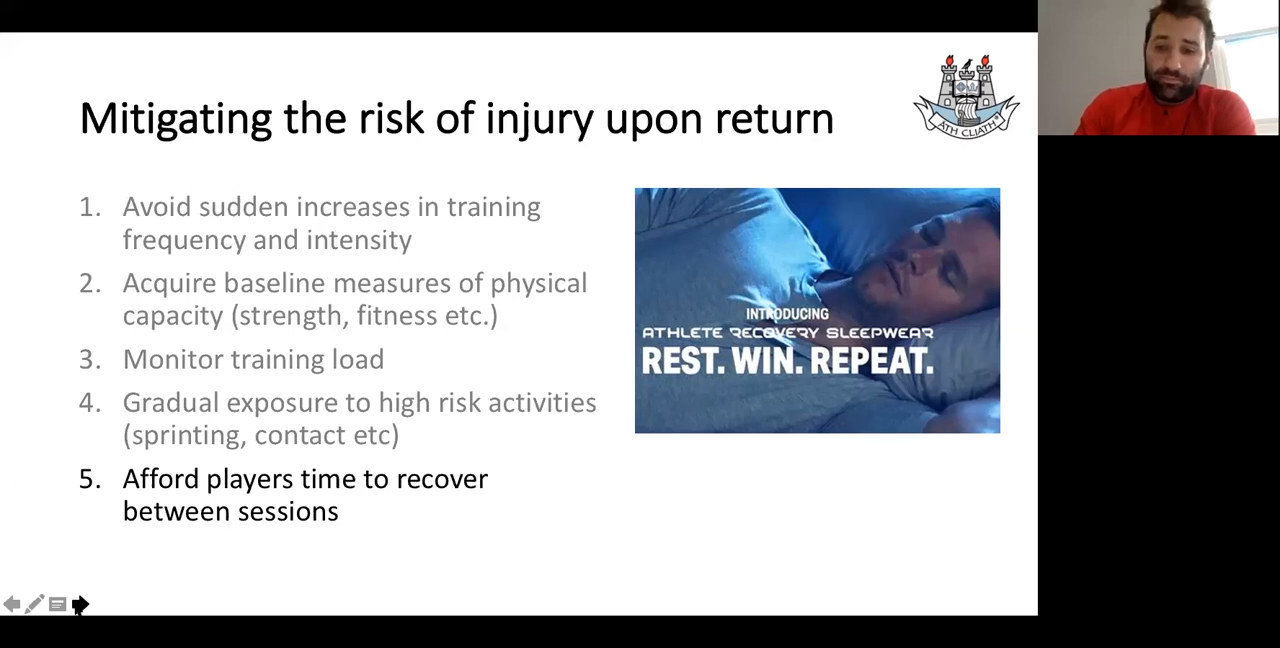 Mitigating the risk of injury upon return
ÁTH CLIATH
1. Avoid sudden increases in training
frequency and intensity
2. Acquire baseline measures of physical
capacity (strength, fitness etc.)
3. Monitor training load
4. Gradual exposure to high risk activities
(sprinting, contact etc)
5. Afford players time to recover
between sessions
INTRODUCING
ATHLETE RECOVERY SLEEPWEAR
REST. WIN. REPEAT.